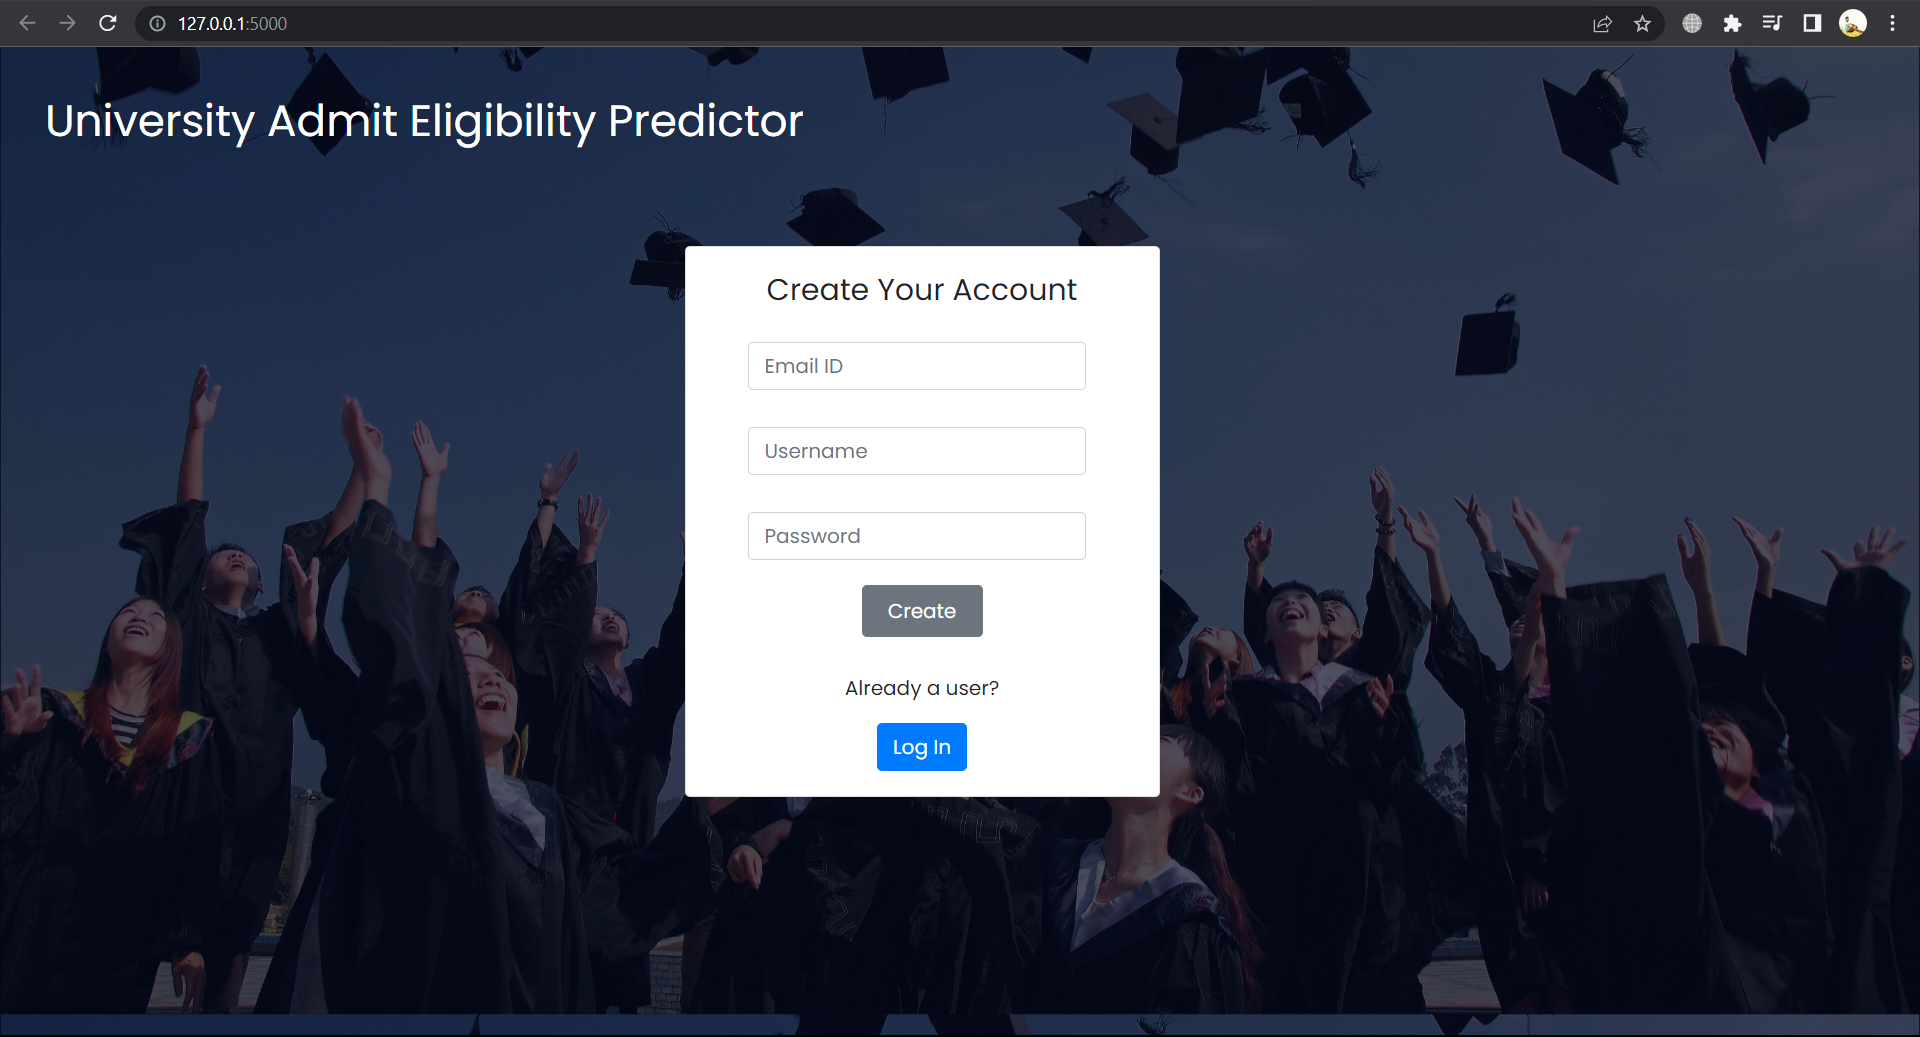 127.0.0.1:5000
University Admit Eligibility Predictor
Create Your Account
Email ID
Username
Password
Create
Already a user?
Log In